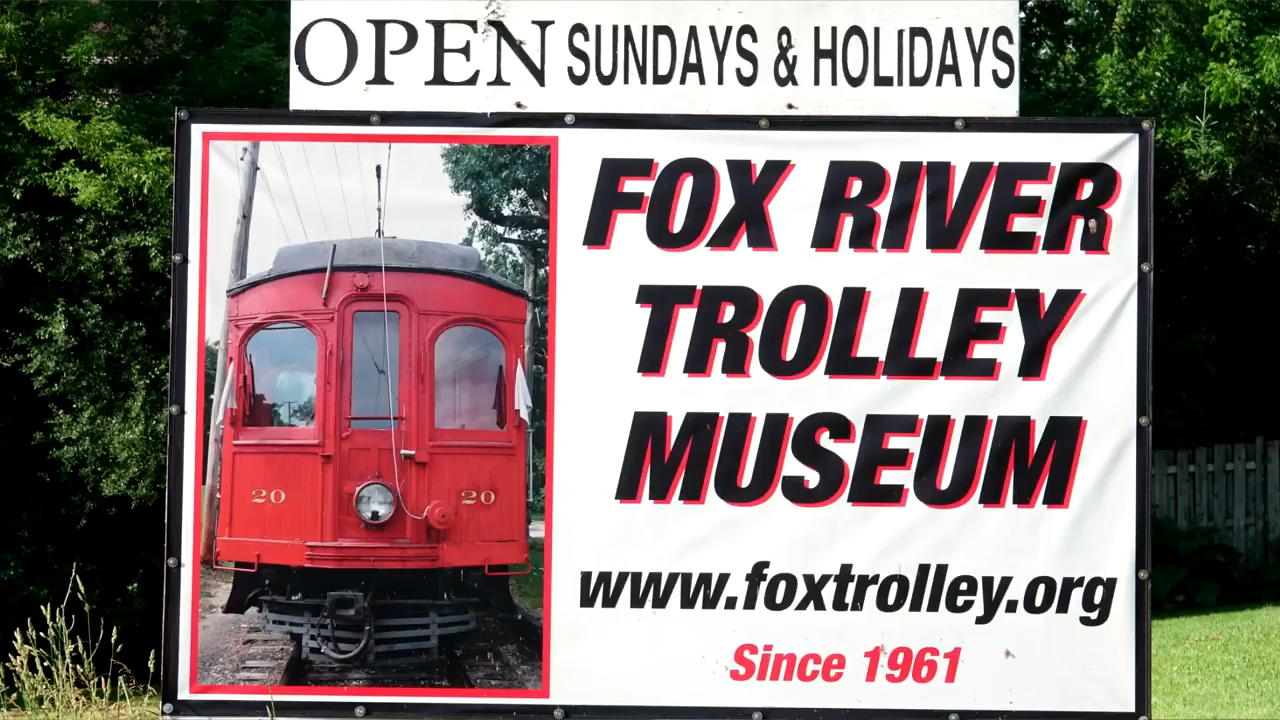 OPEN SUNDAYS & HOLIDAYS
FOX RIVER
TROLLEY
MUSEUM
www.foxtrolley.org
Since 1961
20 20